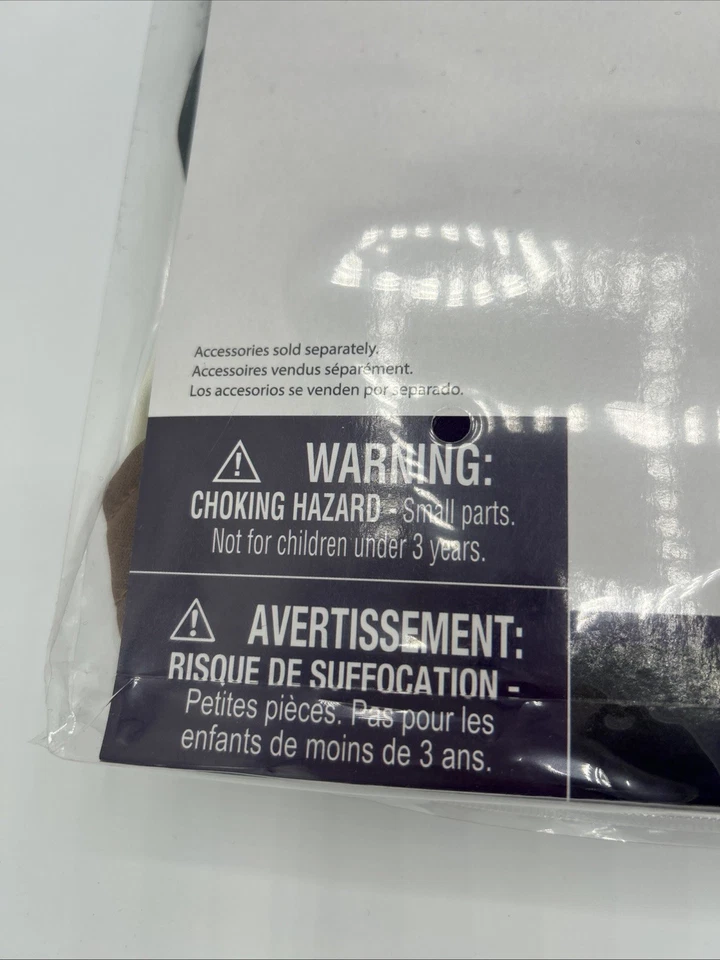 Accessories sold separately.
Accessoires vendus séparément.
Los accesorios se venden por separado.
WARNING:
CHOKING HAZARD - Small parts.
Not for children under 3 years.
AVERTISSEMENT:
RISQUE DE SUFFOCATION -
Petites pièces. Pas pour les
enfants de moins de 3 ans.